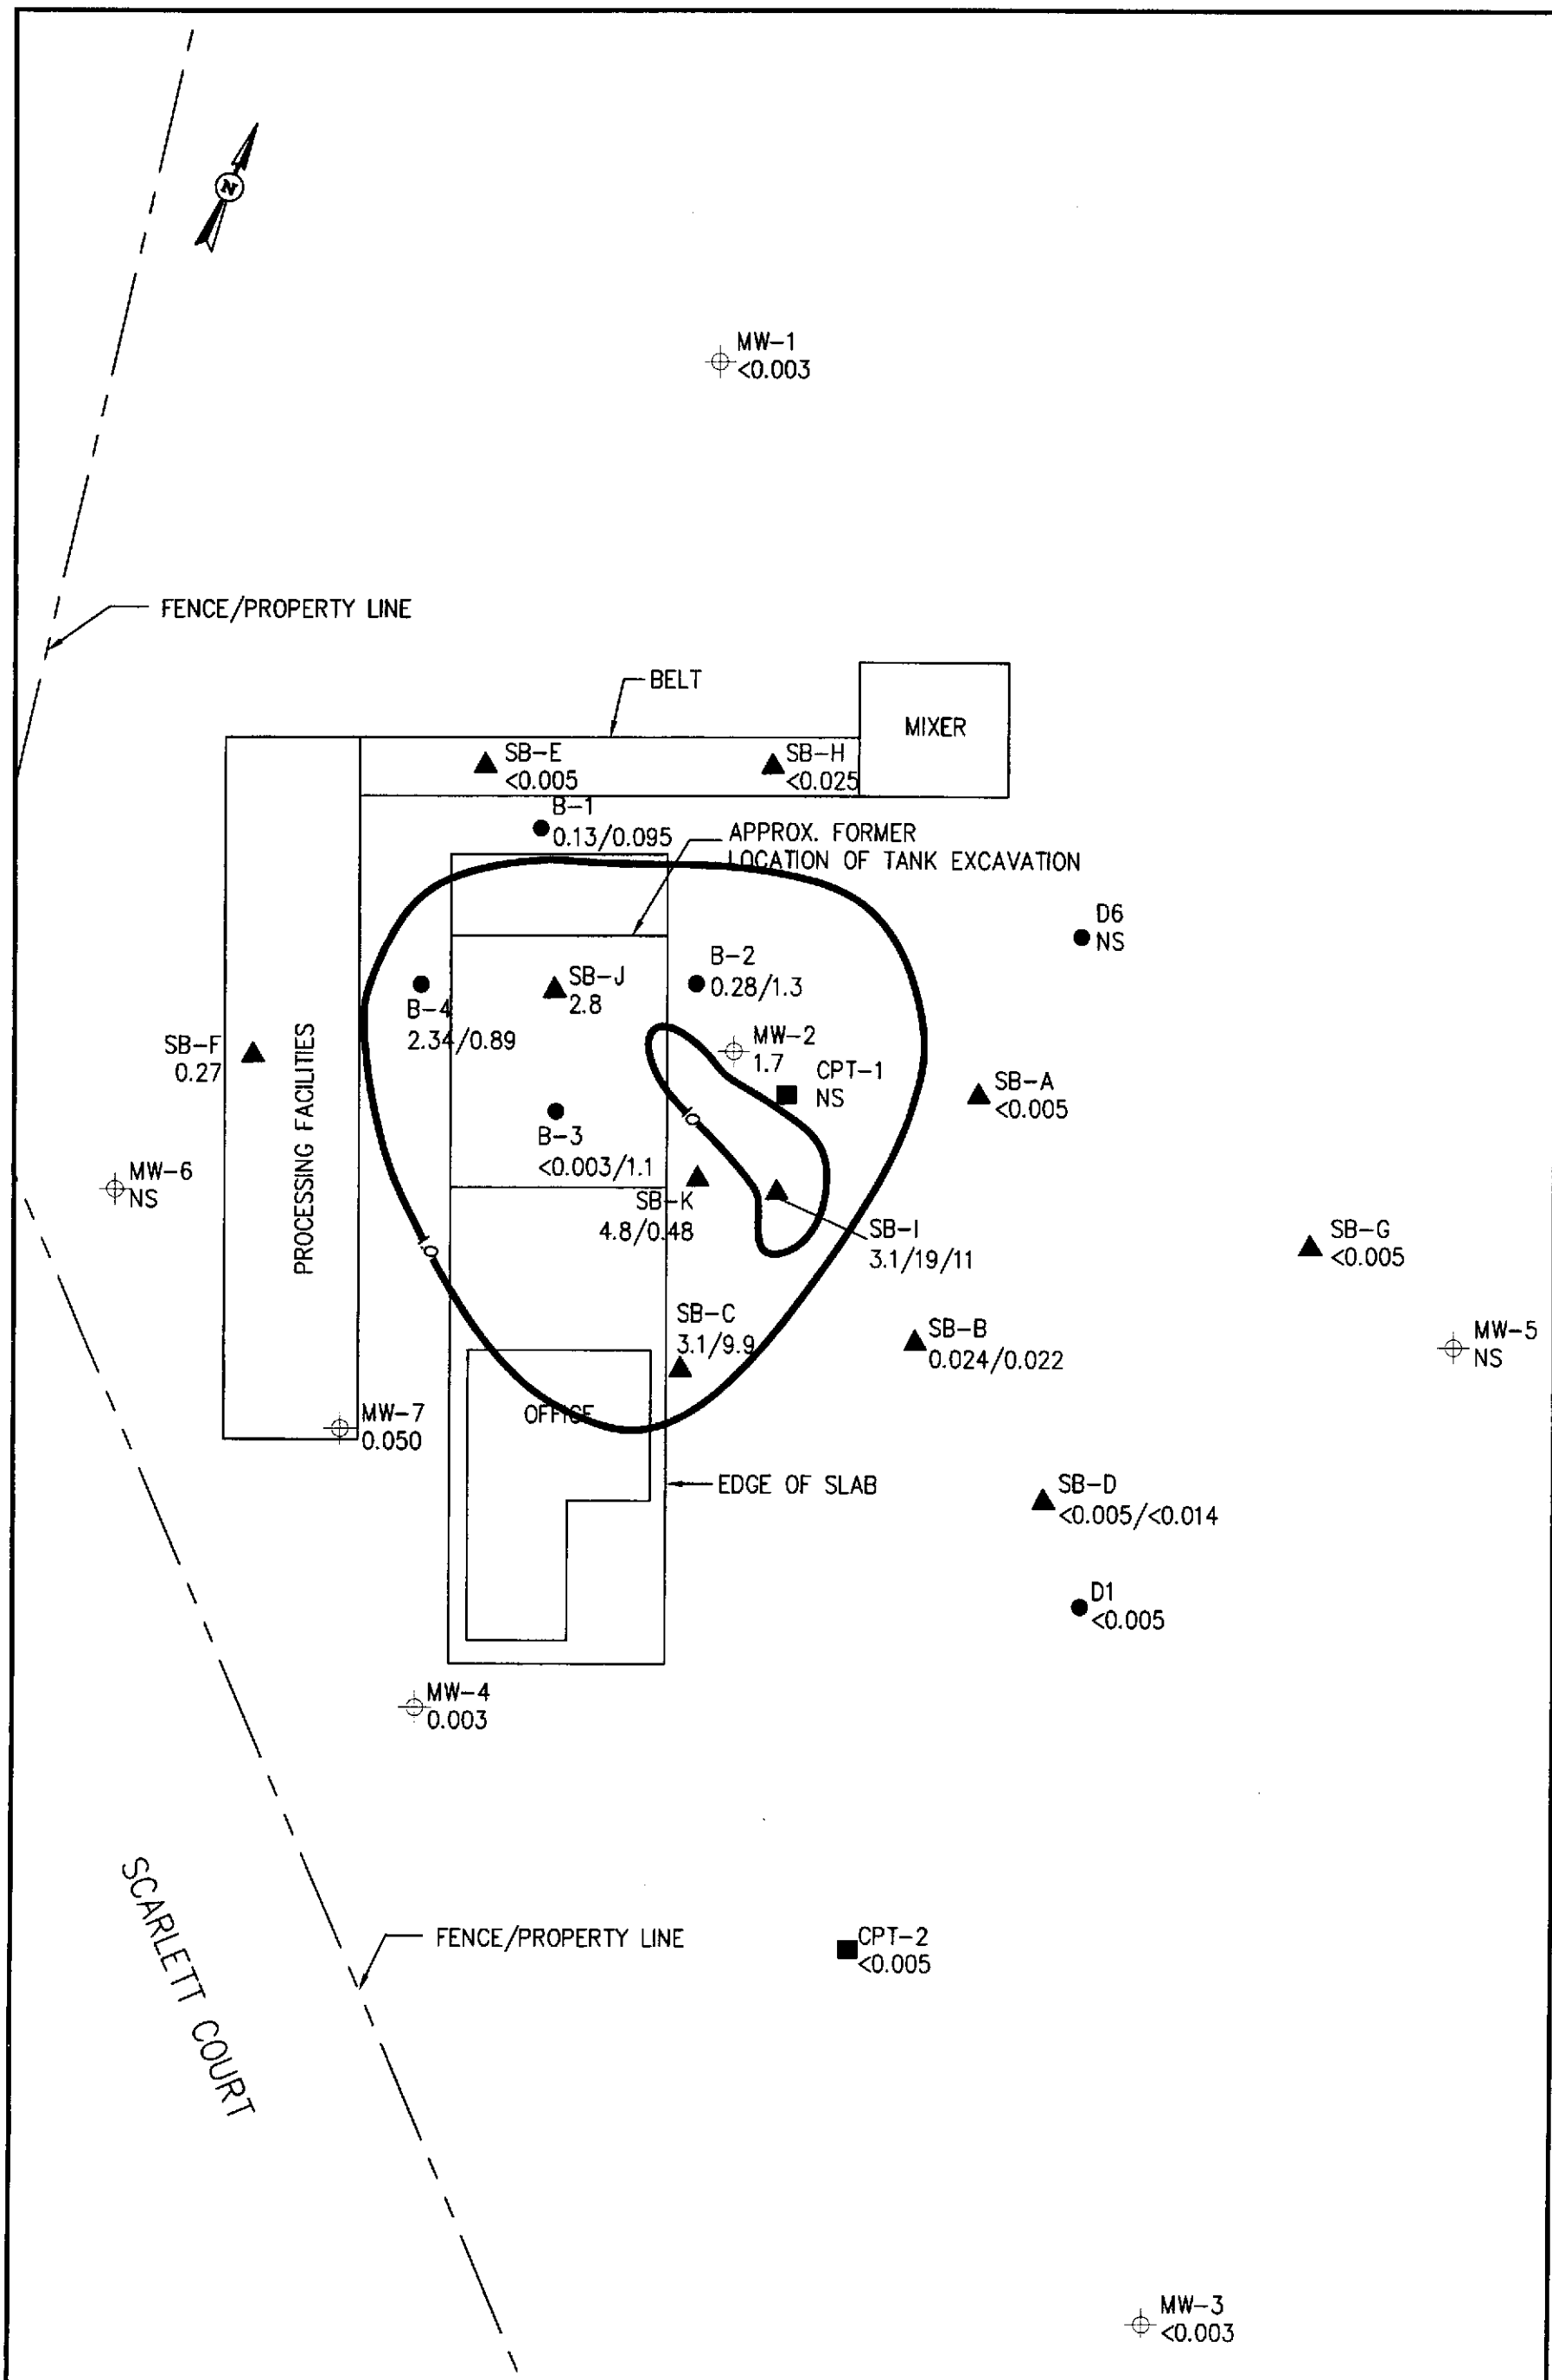 N
MW-1
<0.003
FENCE/PROPERTY LINE
BELT
MIXER
SB-E
<0.005
SB-H
<0.025
B-1
0.13/0.095
APPROX. FORMER
LOCATION OF TANK EXCAVATION
D6
NS
B-2
0.28/1.3
SB-J
2.8
B-4
2.34/0.89
MW-2
1.7
CPT-1
NS
SB-F
0.27
PROCESSING FACILITIES
SB-A
<0.005
10
B-3
<0.003/1.1
MW-6
NS
SB-K
4.8/0.48
SB-I
3.1/19/11
SB-G
<0.005
1.0
SB-C
3.1/9.9
SB-B
0.024/0.022
MW-5
NS
OFFICE
MW-7
0.050
EDGE OF SLAB
SB-D
<0.005/<0.014
D1
<0.005
MW-4
0.003
SCARLETT COURT
FENCE/PROPERTY LINE
CPT-2
<0.005
MW-3
<0.003